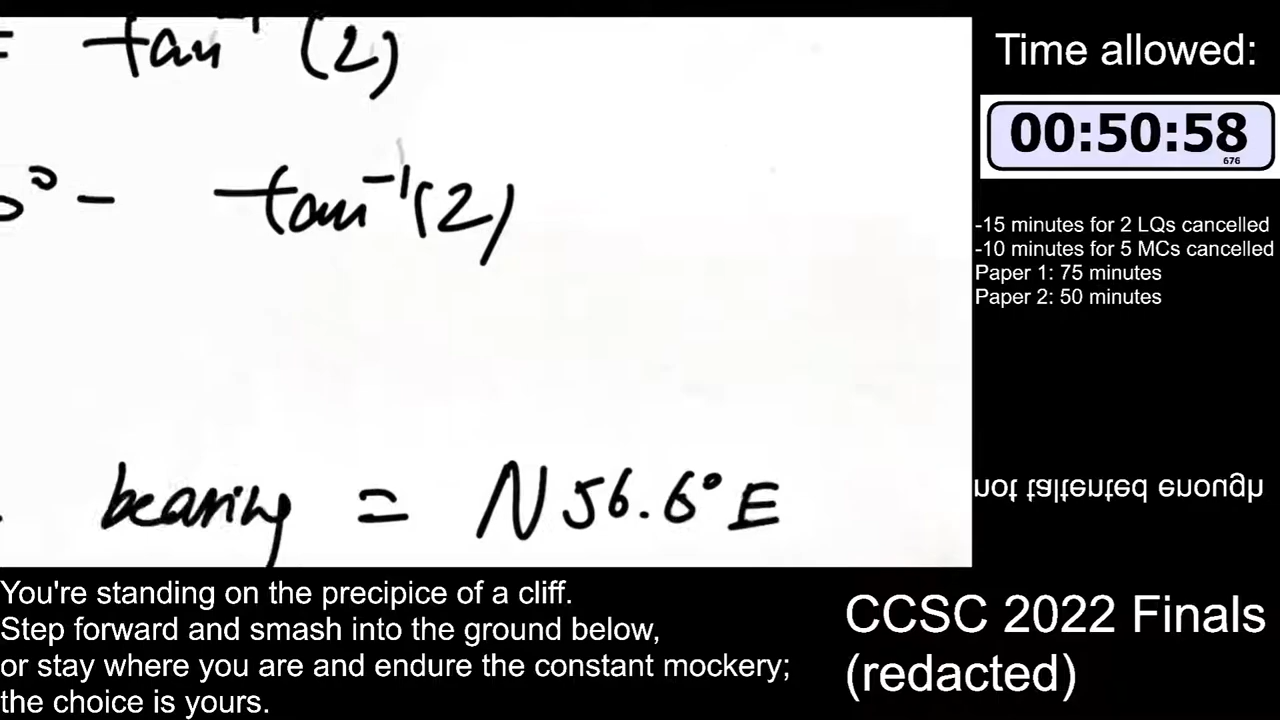 = tan⁻¹ (2)
0° - tan⁻¹(2)
bearing = N56.6°E
Time allowed:
00:50:58
676
-15 minutes for 2 LQs cancelled
-10 minutes for 5 MCs cancelled
Paper 1: 75 minutes
Paper 2: 50 minutes
not taltented enough
You're standing on the precipice of a cliff.
Step forward and smash into the ground below,
or stay where you are and endure the constant mockery;
the choice is yours.
CCSC 2022 Finals
(redacted)